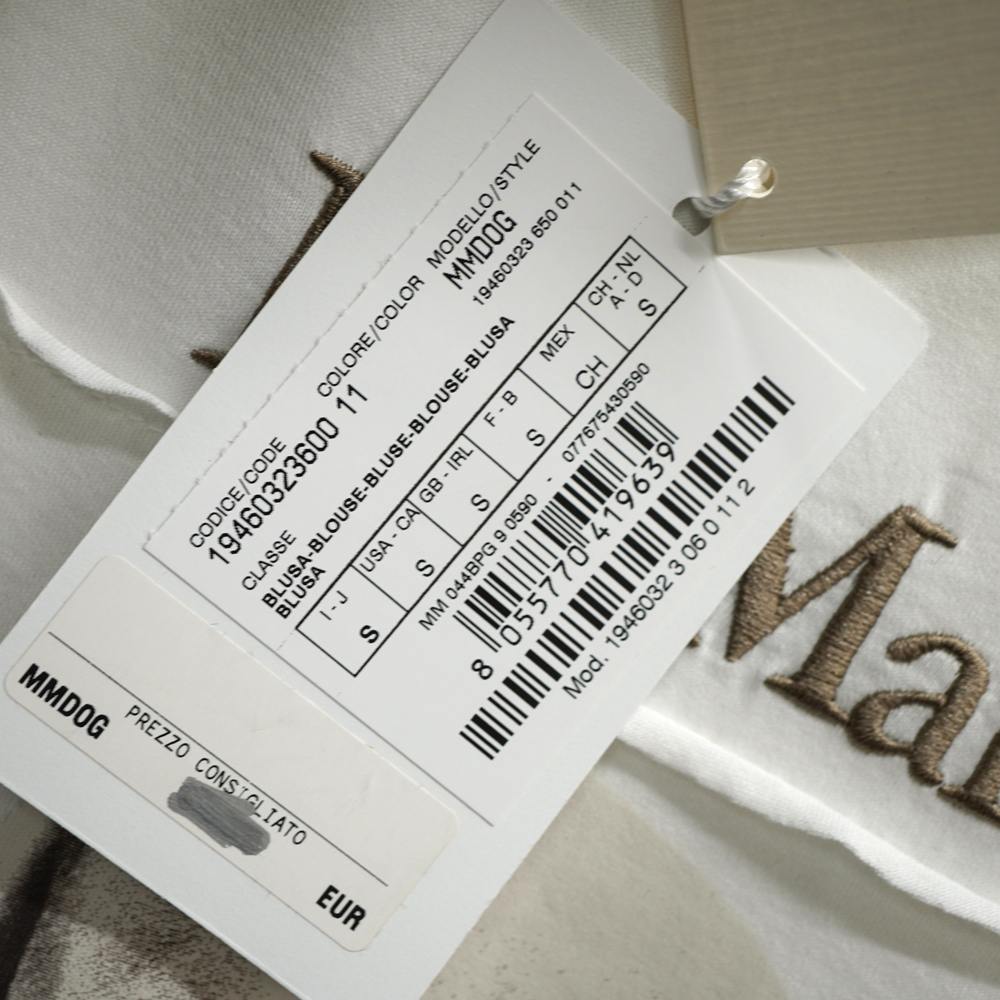 CODICE/CODE COLORE/COLOR MODELLO/STYLE
19460323600 11 MMDOG
CLASSE 19460323 650 011
BLUSA-BLOUSE-BLUSE-BLUSE-BLOUSE-BLOUSE-BLUSA
BLUSA
I - J USA - CA GB - IRL F - B MEX CH - NL
A - D
S S S S CH S
MM 044BPG 9 0590 - 077675430590
8 055770 419639
Mod. 1946032 3 06 0 11 2
MMDOG
PREZZO CONSIGLIATO
EUR
Ma